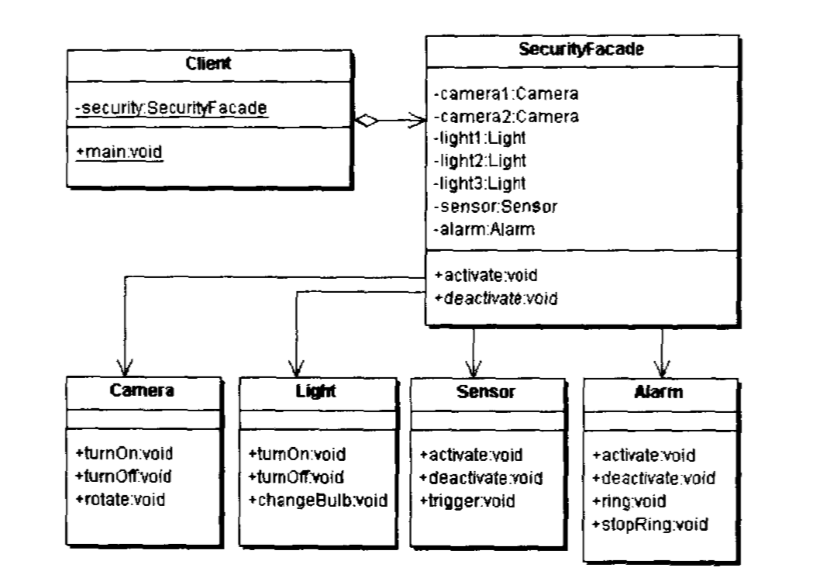 Client
-security:SecurityFacade
+main:void
SecurityFacade
-camera1:Camera
-camera2:Camera
-light1:Light
-light2:Light
-light3:Light
-sensor:Sensor
-alarm:Alarm
+activate:void
+deactivate:void
Camera
+turnOn:void
+turnOff:void
+rotate:void
Light
+turnOn:void
+turnOff:void
+changeBulb:void
Sensor
+activate:void
+deactivate:void
+trigger:void
Alarm
+activate:void
+deactivate:void
+ring:void
+stopRing:void